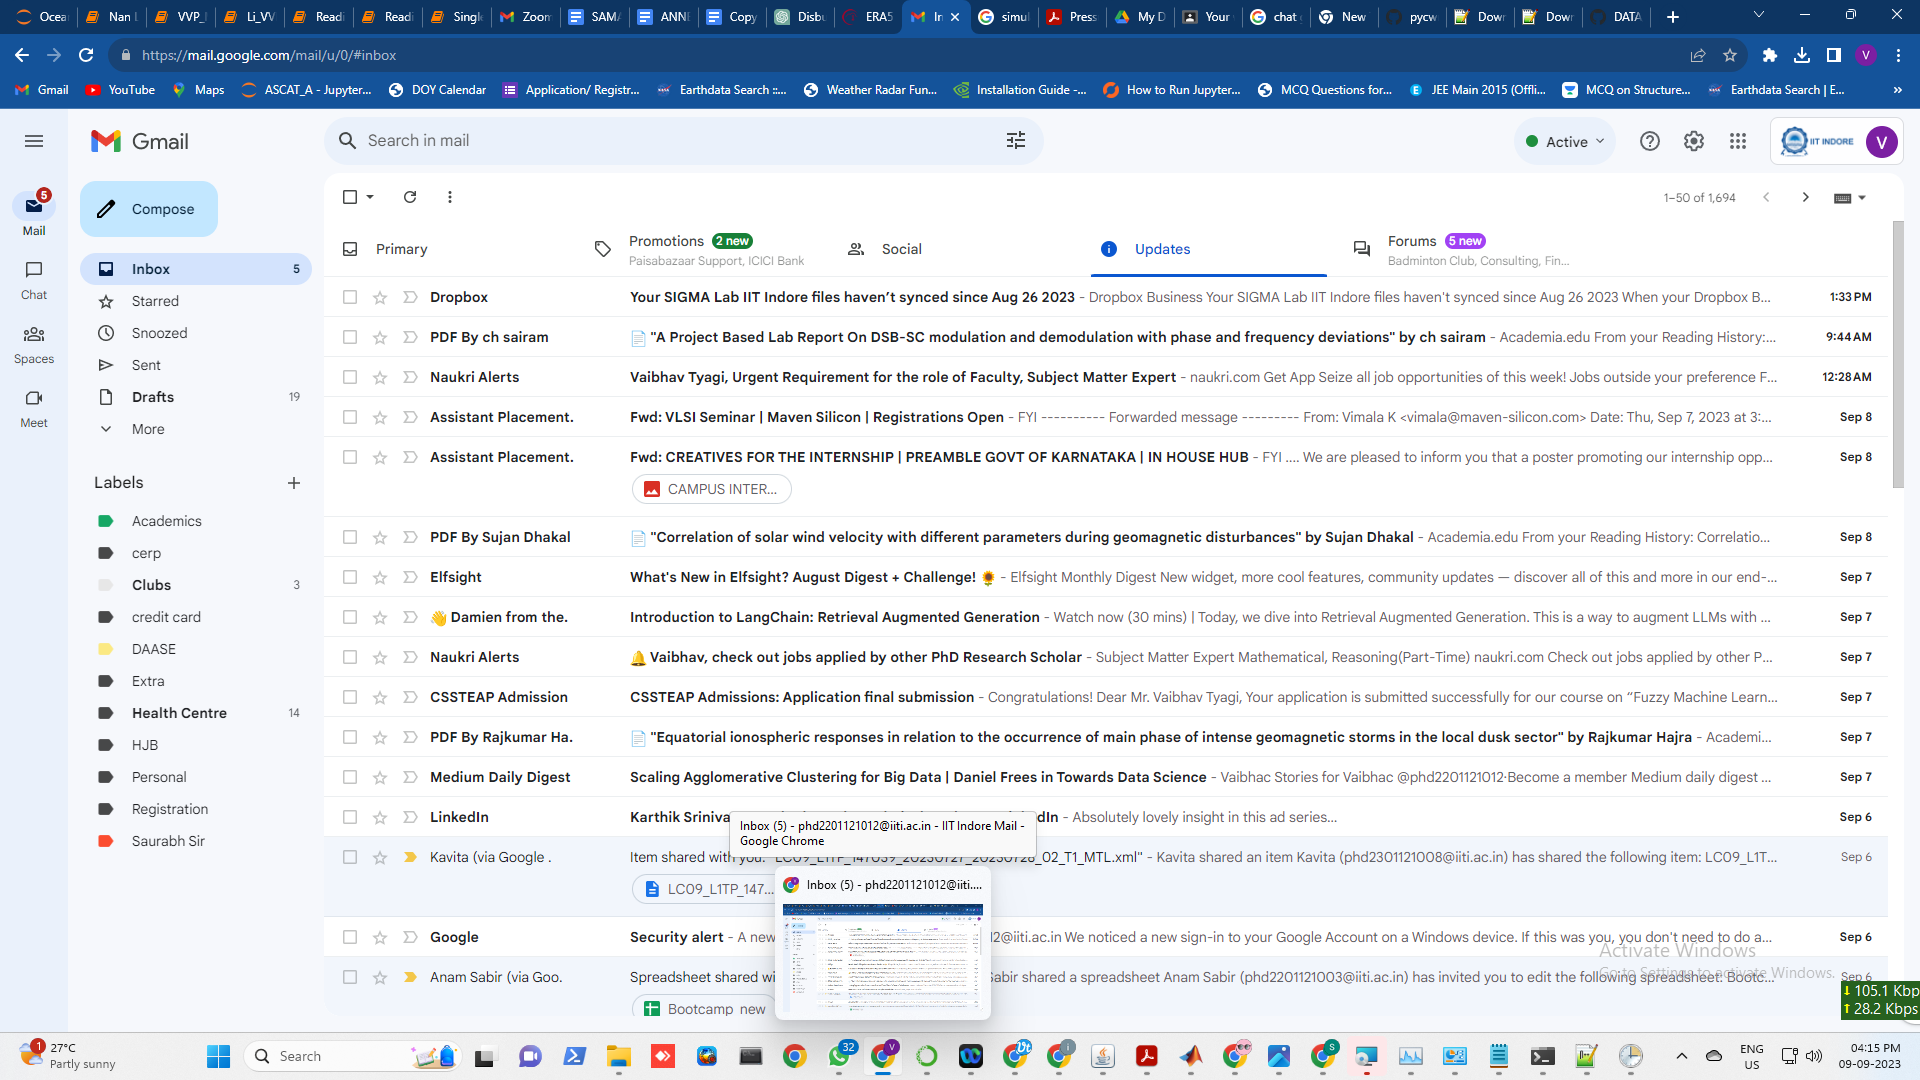 Ocea
Nan I
VVP_I
Li_VV
Readi
Readi
Single
Zoom
SAMA
ANNE
Copy
Disbu
ERA5
In
simul
Press
My D
Your
chat
New
pycw
Down
Down
DATA
https://mail.google.com/mail/u/0/#inbox
V
Gmail
YouTube
Maps
ASCAT_A - Jupyter...
DOY Calendar
Application/ Registr...
Earthdata Search ::...
Weather Radar Fun...
Installation Guide -...
How to Run Jupyter...
MCQ Questions for...
JEE Main 2015 (Offli...
MCQ on Structure...
Earthdata Search | E...
»
Gmail
Search in mail
Active
IIT INDORE
V
5
Mail
Chat
Spaces
Meet
Compose
Inbox 5
Starred
Snoozed
Sent
Drafts 19
More
Labels
Academics
cerp
Clubs 3
credit card
DAASE
Extra
Health Centre 14
HJB
Personal
Registration
Saurabh Sir
1–50 of 1,694
Primary
Promotions 2 new
Paisabazaar Support, ICICI Bank
Social
Updates
Forums 5 new
Badminton Club, Consulting, Fin...
Dropbox Your SIGMA Lab IIT Indore files haven’t synced since Aug 26 2023 - Dropbox Business Your SIGMA Lab IIT Indore files haven't synced since Aug 26 2023 When your Dropbox B... 1:33 PM
PDF By ch sairam 📄 "A Project Based Lab Report On DSB-SC modulation and demodulation with phase and frequency deviations" by ch sairam - Academia.edu From your Reading History:... 9:44 AM
Naukri Alerts Vaibhav Tyagi, Urgent Requirement for the role of Faculty, Subject Matter Expert - naukri.com Get App Seize all job opportunities of this week! Jobs outside your preference F... 12:28 AM
Assistant Placement. Fwd: VLSI Seminar | Maven Silicon | Registrations Open - FYI ---------- Forwarded message --------- From: Vimala K <vimala@maven-silicon.com> Date: Thu, Sep 7, 2023 at 3:... Sep 8
Assistant Placement. Fwd: CREATIVES FOR THE INTERNSHIP | PREAMBLE GOVT OF KARNATAKA | IN HOUSE HUB - FYI .... We are pleased to inform you that a poster promoting our internship opp... Sep 8
CAMPUS INTER...
PDF By Sujan Dhakal 📄 "Correlation of solar wind velocity with different parameters during geomagnetic disturbances" by Sujan Dhakal - Academia.edu From your Reading History: Correlatio... Sep 8
Elfsight What's New in Elfsight? August Digest + Challenge! 🌻 - Elfsight Monthly Digest New widget, more cool features, community updates — discover all of this and more in our end-... Sep 7
👋 Damien from the. Introduction to LangChain: Retrieval Augmented Generation - Watch now (30 mins) | Today, we dive into Retrieval Augmented Generation. This is a way to augment LLMs with ... Sep 7
Naukri Alerts 🔔 Vaibhav, check out jobs applied by other PhD Research Scholar - Subject Matter Expert Mathematical, Reasoning(Part-Time) naukri.com Check out jobs applied by other P... Sep 7
CSSTEAP Admission CSSTEAP Admissions: Application final submission - Congratulations! Dear Mr. Vaibhav Tyagi, Your application is submitted successfully for our course on “Fuzzy Machine Learn... Sep 7
PDF By Rajkumar Ha. 📄 "Equatorial ionospheric responses in relation to the occurrence of main phase of intense geomagnetic storms in the local dusk sector" by Rajkumar Hajra - Academi... Sep 7
Medium Daily Digest Scaling Agglomerative Clustering for Big Data | Daniel Frees in Towards Data Science - Vaibhac Stories for Vaibhac @phd2201121012·Become a member Medium daily digest ... Sep 7
LinkedIn Karthik Sriniva dIn - Absolutely lovely insight in this ad series... Sep 6
Inbox (5) - phd2201121012@iiti.ac.in - IIT Indore Mail -
Google Chrome
Kavita (via Google . Item shared with you: "LC09_L1TP_147039_20230727_20230728_02_T1_MTL.xml" - Kavita shared an item Kavita (phd2301121008@iiti.ac.in) has shared the following item: LC09_L1T... Sep 6
LC09_L1TP_147...
Inbox (5) - phd2201121012@iiti....
Google Security alert - A new 12@iiti.ac.in We noticed a new sign-in to your Google Account on a Windows device. If this was you, you don't need to do a... Sep 6
Activate Windows
Go to Settings to activate Windows.
Anam Sabir (via Goo. Spreadsheet shared wi Sabir shared a spreadsheet Anam Sabir (phd2201121003@iiti.ac.in) has invited you to edit the following spreadsheet: Bootc... Sep 6
Bootcamp new
105.1 Kbp
28.2 Kbps
1
27°C
Partly sunny
Search
32
V
S
ENG
US
04:15 PM
09-09-2023